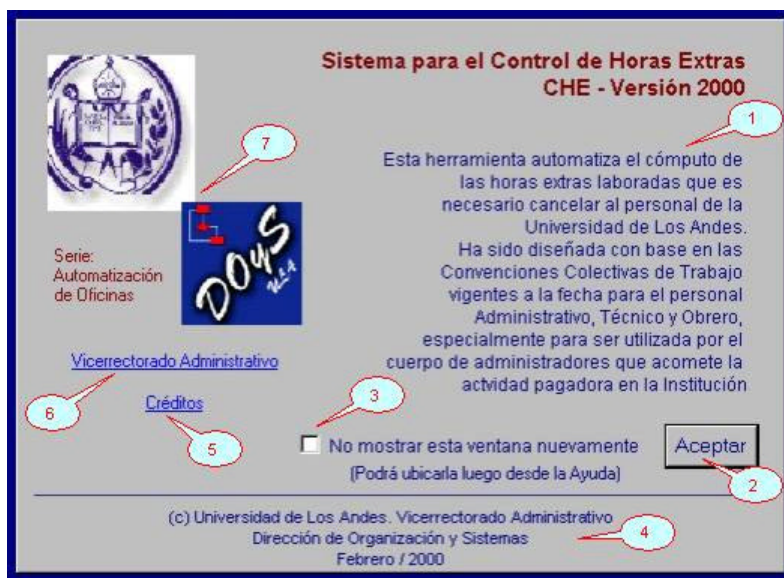 Sistema para el Control de Horas Extras
CHE - Versión 2000
1
7
Esta herramienta automatiza el cómputo de
las horas extras laboradas que es
necesario cancelar al personal de la
Universidad de Los Andes.
Ha sido diseñada con base en las
Convenciones Colectivas de Trabajo
vigentes a la fecha para el personal
Administrativo, Técnico y Obrero,
especialmente para ser utilizada por el
cuerpo de administradores que acomete la
actvidad pagadora en la Institución
DOyS
ULA
Serie:
Automatización
de Oficinas
Vicerrectorado Administrativo
6
Créditos
5
3
No mostrar esta ventana nuevamente
(Podrá ubicarla luego desde la Ayuda)
Aceptar
2
(c) Universidad de Los Andes. Vicerrectorado Administrativo
Dirección de Organización y Sistemas
Febrero / 2000
4